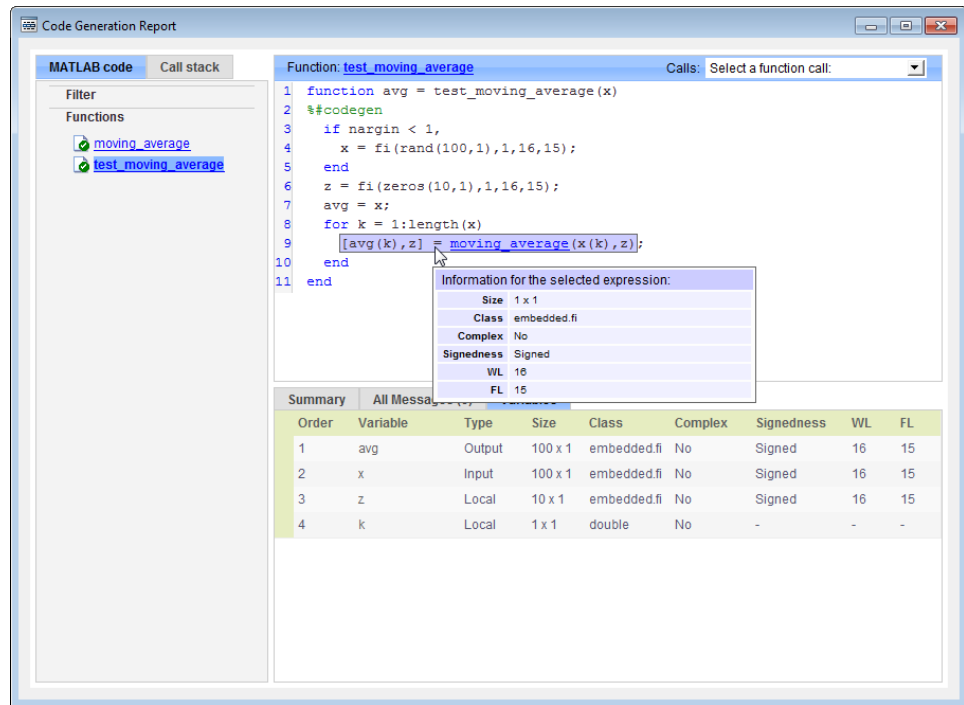 Code Generation Report
MATLAB code Call stack
Filter
Functions
moving_average
test_moving_average
Function: test_moving_average Calls: Select a function call:
1 function avg = test_moving_average(x)
2 %#codegen
3 if nargin < 1,
4 x = fi(rand(100,1),1,16,15);
5 end
6 z = fi(zeros(10,1),1,16,15);
7 avg = x;
8 for k = 1:length(x)
9 [avg(k),z] = moving_average(x(k),z);
10 end
11 end
Information for the selected expression:
Size 1 x 1
Class embedded.fi
Complex No
Signedness Signed
WL 16
FL 15
Summary All
Order Variable Type Size Class Complex Signedness WL FL
1 avg Output 100 x 1 embedded.fi No Signed 16 15
2 x Input 100 x 1 embedded.fi No Signed 16 15
3 z Local 10 x 1 embedded.fi No Signed 16 15
4 k Local 1 x 1 double No - - -